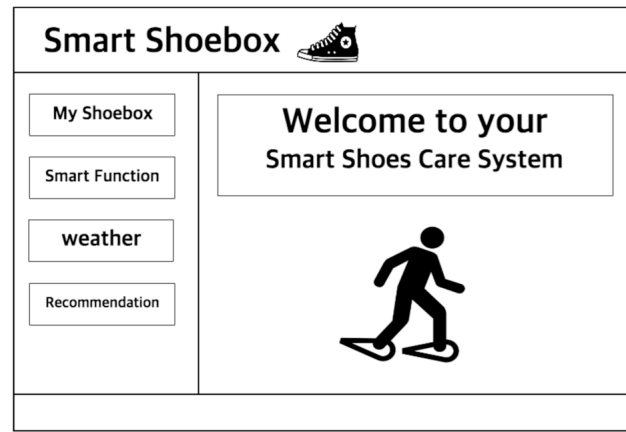 Smart Shoebox
My Shoebox
Smart Function
weather
Recommendation
Welcome to your
Smart Shoes Care System